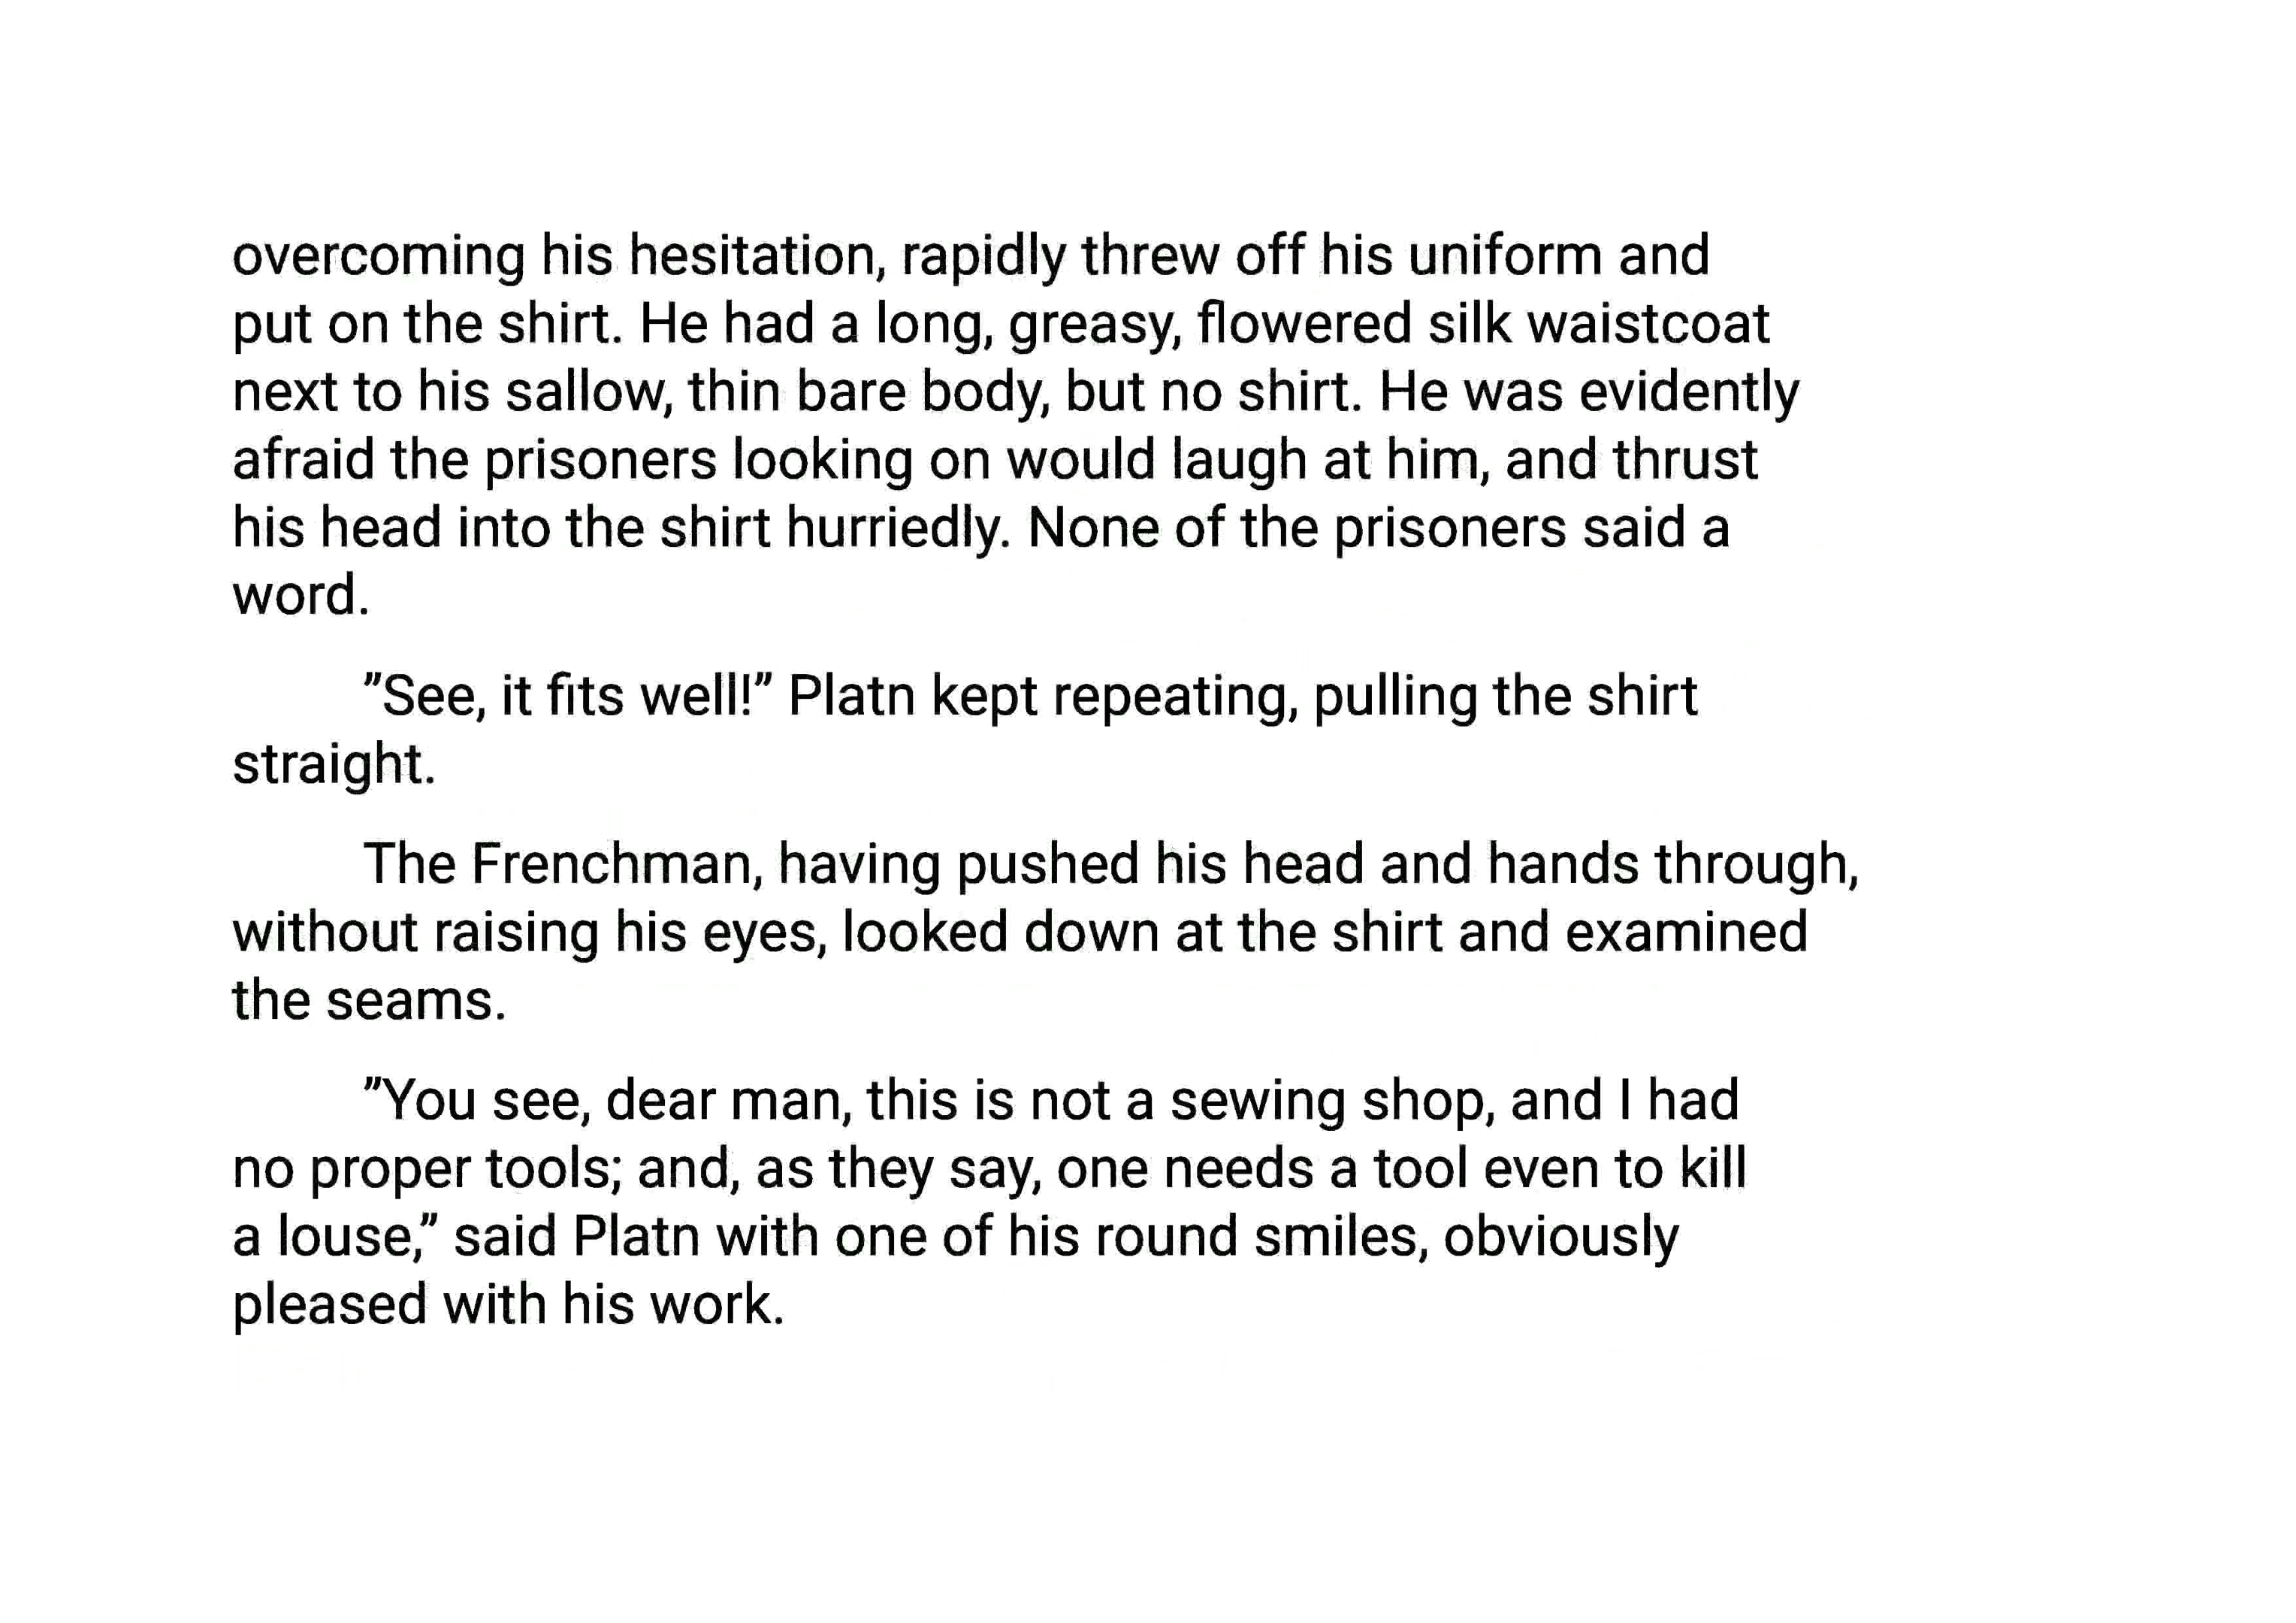 overcoming his hesitation, rapidly threw off his uniform and
put on the shirt. He had a long, greasy, flowered silk waistcoat
next to his sallow, thin bare body, but no shirt. He was evidently
afraid the prisoners looking on would laugh at him, and thrust
his head into the shirt hurriedly. None of the prisoners said a
word.
”See, it fits well!” Platn kept repeating, pulling the shirt
straight.
The Frenchman, having pushed his head and hands through,
without raising his eyes, looked down at the shirt and examined
the seams.
”You see, dear man, this is not a sewing shop, and I had
no proper tools; and, as they say, one needs a tool even to kill
a louse,” said Platn with one of his round smiles, obviously
pleased with his work.